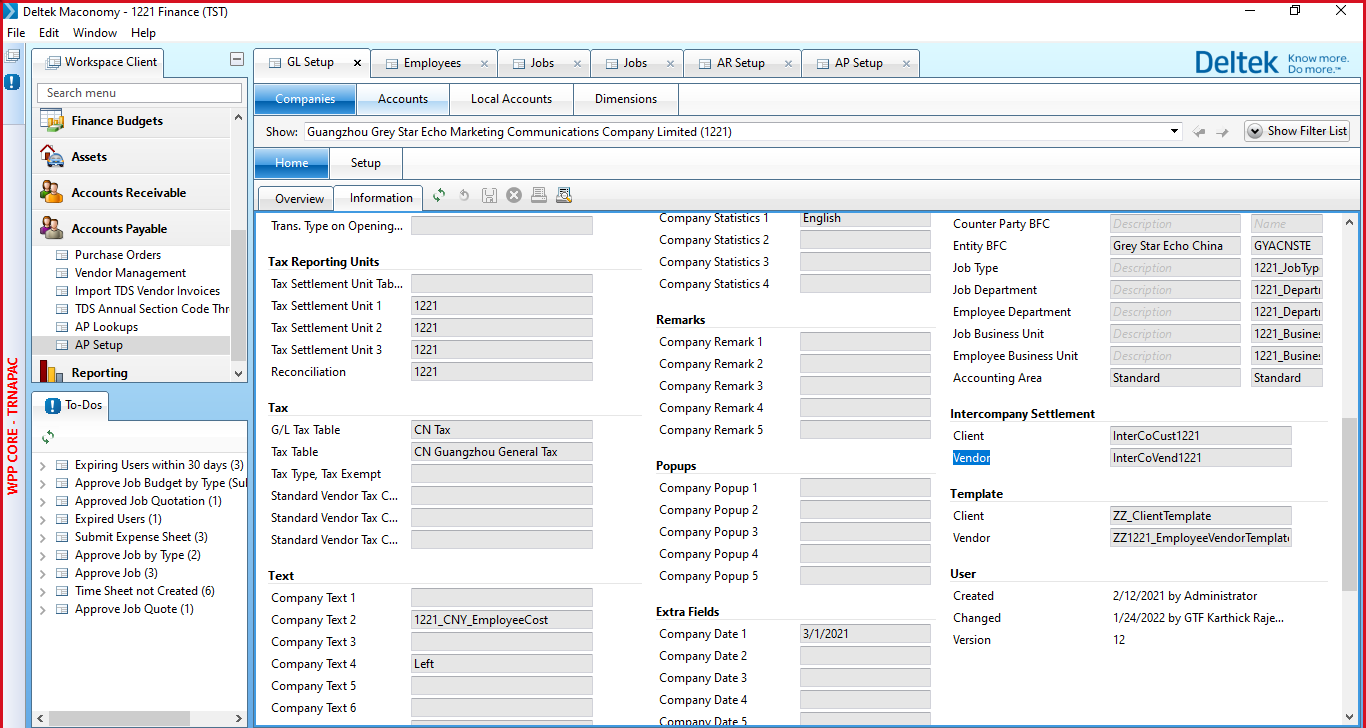 Deltek Maconomy - 1221 Finance (TST)
File Edit Window Help
WPP CORE - TRNAPAC
Workspace Client
Search menu
Finance Budgets
Assets
Accounts Receivable
Accounts Payable
Purchase Orders
Vendor Management
Import TDS Vendor Invoices
TDS Annual Section Code Thr
AP Lookups
AP Setup
Reporting
To-Dos
Expiring Users within 30 days (3)
Approve Job Budget by Type (Sul
Approved Job Quotation (1)
Expired Users (1)
Submit Expense Sheet (3)
Approve Job by Type (2)
Approve Job (3)
Time Sheet not Created (6)
Approve Job Quote (1)
GL Setup Employees Jobs Jobs AR Setup AP Setup
Deltek Know more. Do more.™
Companies Accounts Local Accounts Dimensions
Show: Guangzhou Grey Star Echo Marketing Communications Company Limited (1221) Show Filter List
Home Setup
Overview Information
Trans. Type on Opening...
Tax Reporting Units
Tax Settlement Unit Tab...
Tax Settlement Unit 1 1221
Tax Settlement Unit 2 1221
Tax Settlement Unit 3 1221
Reconciliation 1221
Tax
G/L Tax Table CN Tax
Tax Table CN Guangzhou General Tax
Tax Type, Tax Exempt
Standard Vendor Tax C...
Standard Vendor Tax C...
Standard Vendor Tax C...
Text
Company Text 1
Company Text 2 1221_CNY_EmployeeCost
Company Text 3
Company Text 4 Left
Company Text 5
Company Text 6
Company Statistics 1 English
Company Statistics 2
Company Statistics 3
Company Statistics 4
Remarks
Company Remark 1
Company Remark 2
Company Remark 3
Company Remark 4
Company Remark 5
Popups
Company Popup 1
Company Popup 2
Company Popup 3
Company Popup 4
Company Popup 5
Extra Fields
Company Date 1 3/1/2021
Company Date 2
Company Date 3
Company Date 4
Company Date 5
Counter Party BFC Description Name
Entity BFC Grey Star Echo China GYACNSTE
Job Type Description 1221_JobTyp
Job Department Description 1221_Departı
Employee Department Description 1221_Departı
Job Business Unit Description 1221_Busine:
Employee Business Unit Description 1221_Busine:
Accounting Area Standard Standard
Intercompany Settlement
Client InterCoCust1221
Vendor InterCoVend1221
Template
Client ZZ_ClientTemplate
Vendor ZZ1221_EmployeeVendorTemplat
User
Created 2/12/2021 by Administrator
Changed 1/24/2022 by GTF Karthick Raje...
Version 12